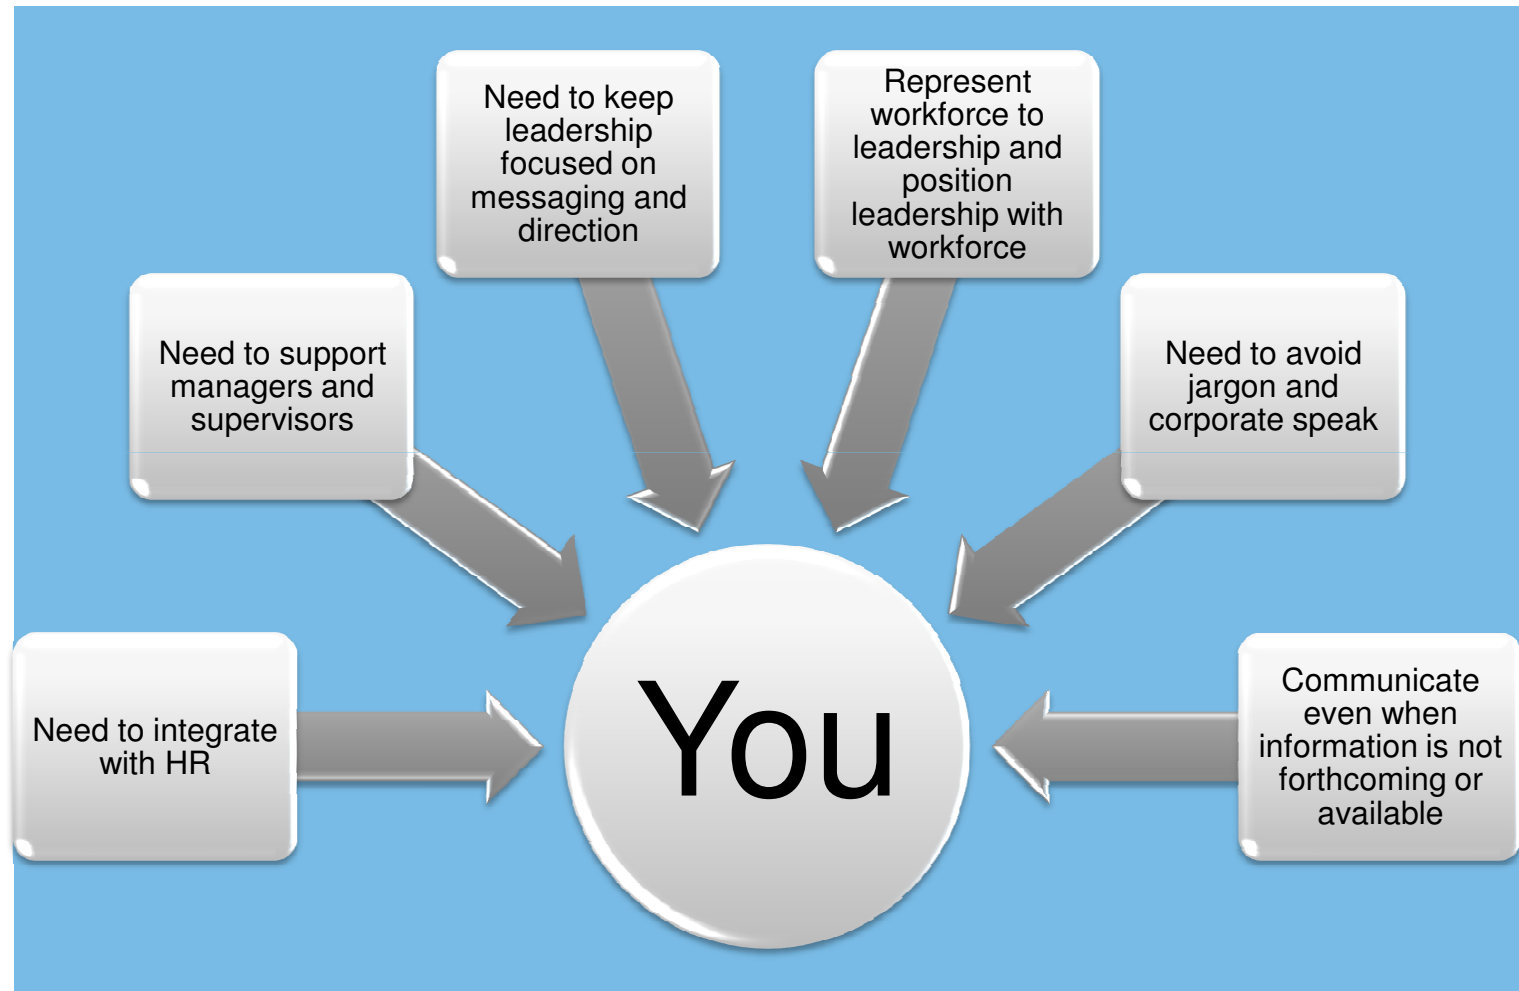 Need to keep
leadership
focused on
messaging and
direction
Represent
workforce to
leadership and
position
leadership with
workforce
Need to support
managers and
supervisors
Need to avoid
jargon and
corporate speak
Need to integrate
with HR
You
Communicate
even when
information is not
forthcoming or
available